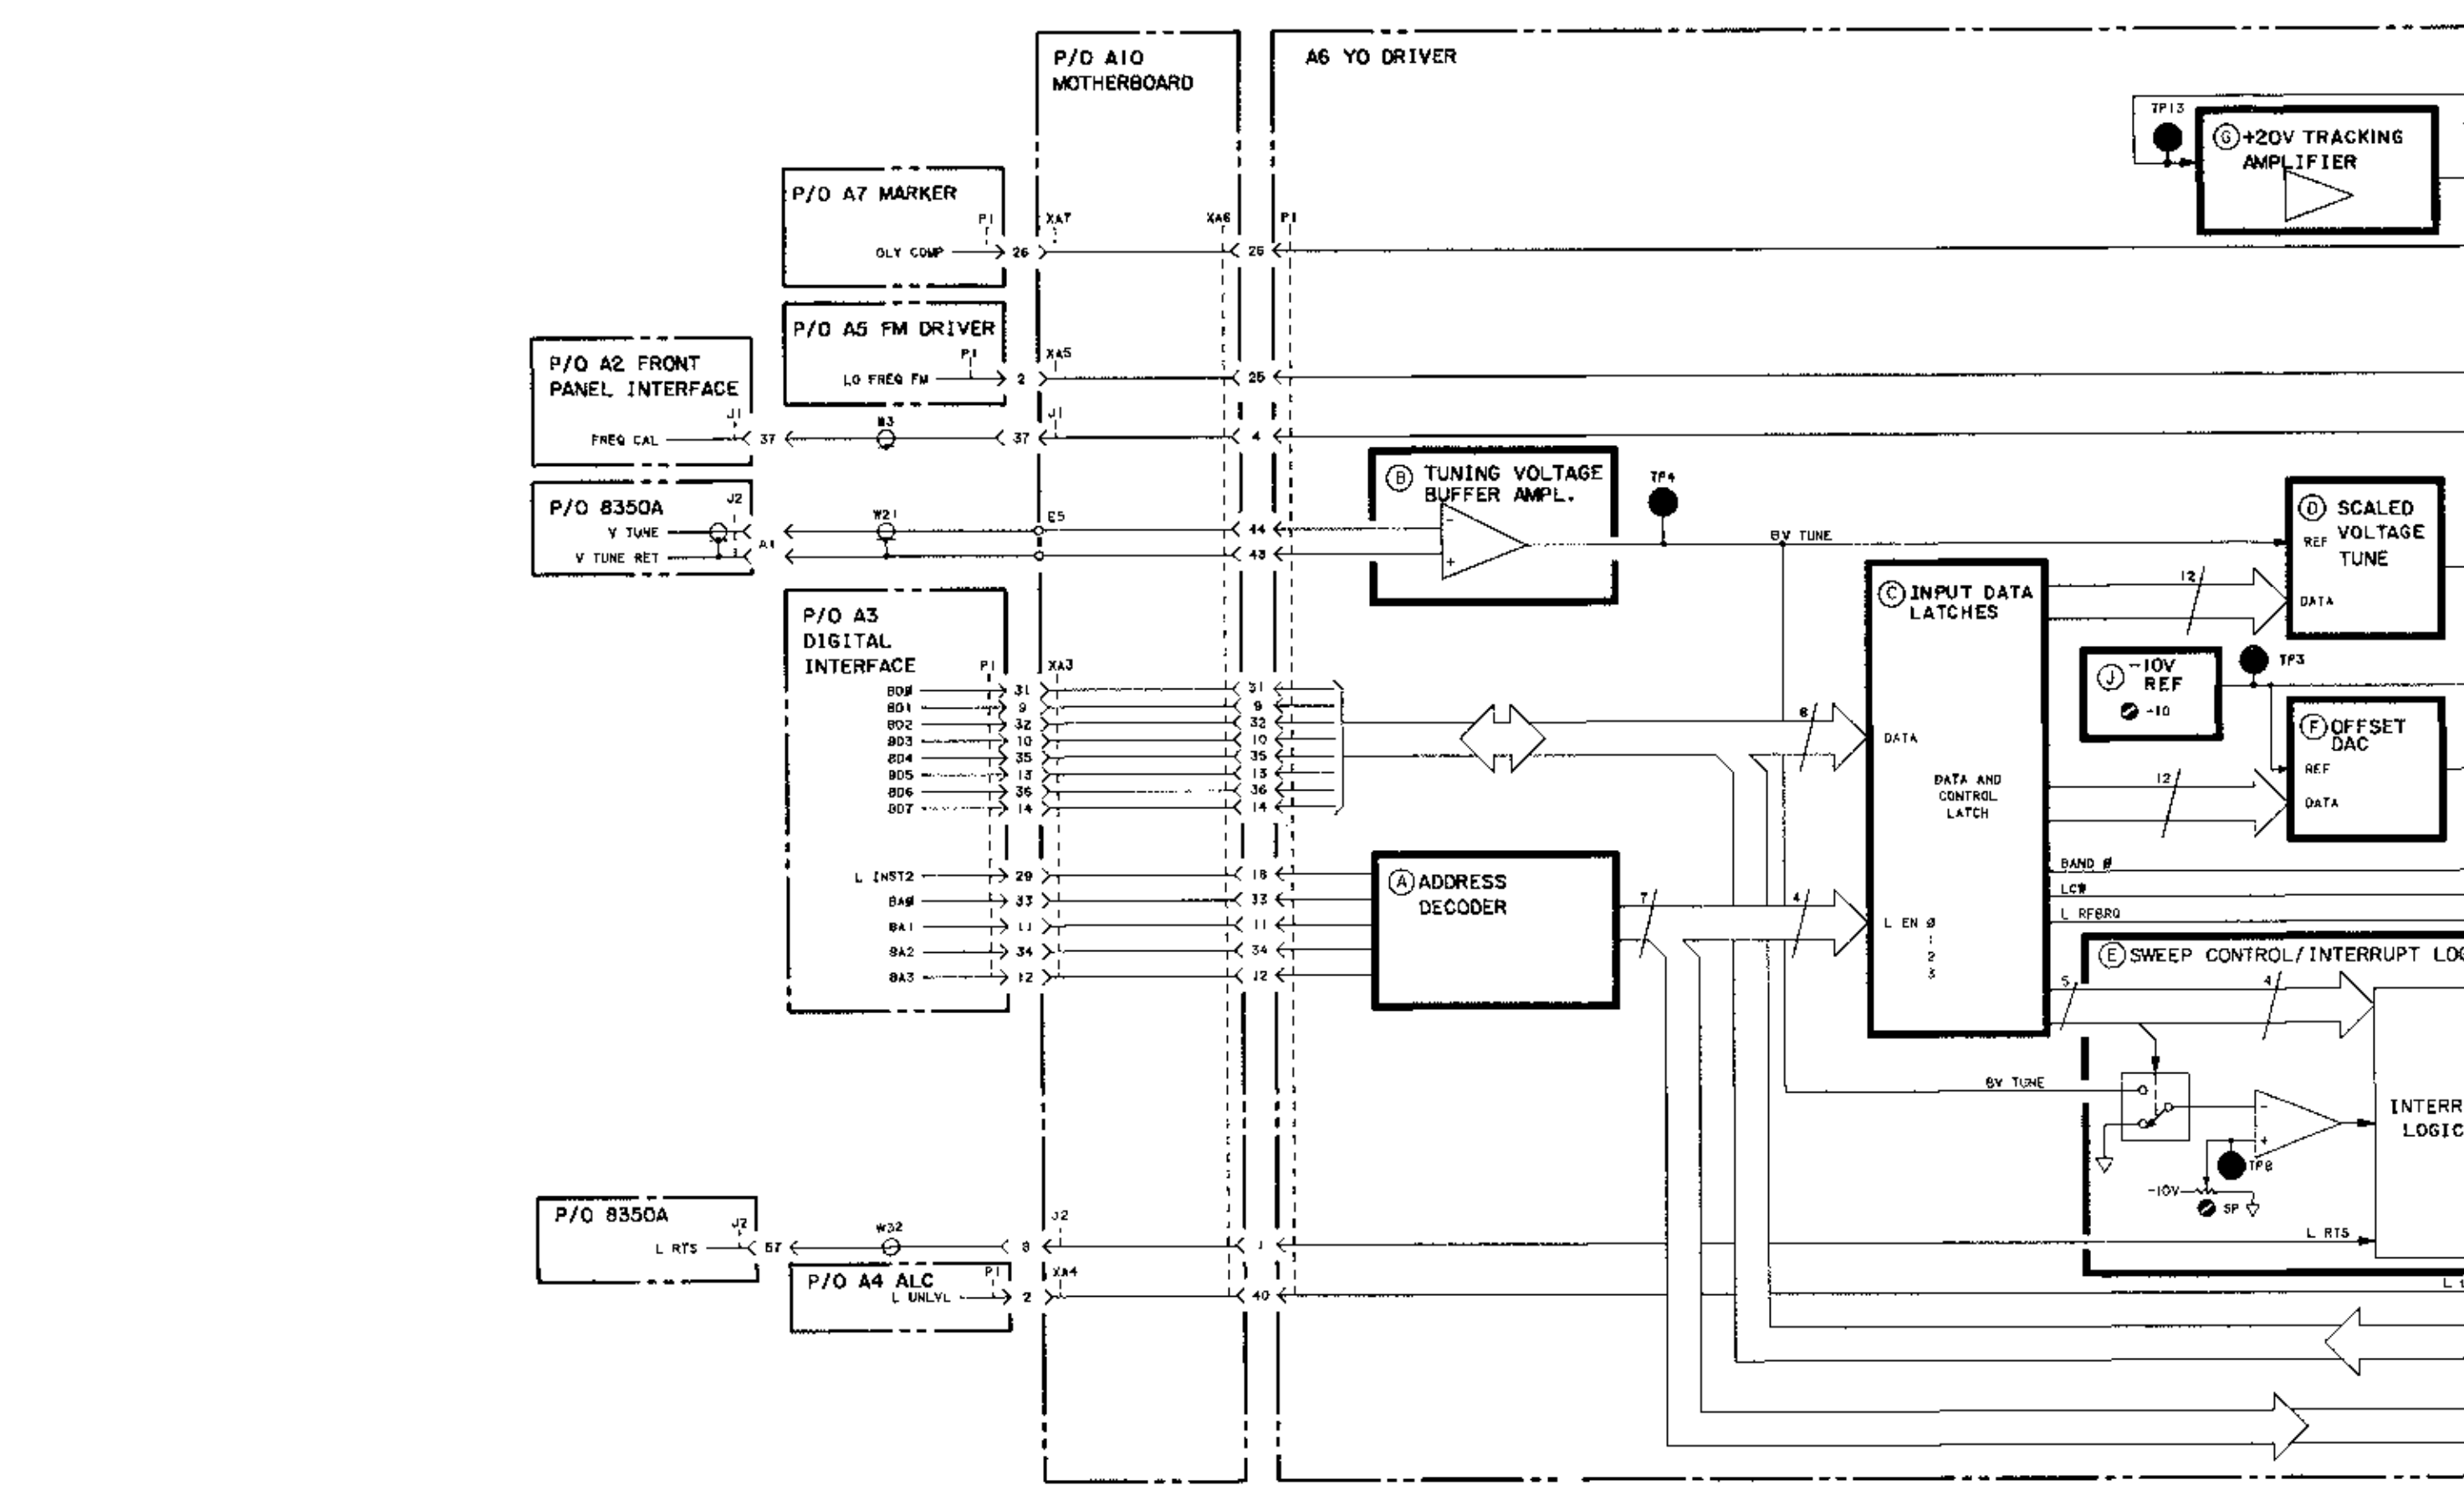 P/O A10
MOTHERBOARD
A6 YO DRIVER
TP13
G +20V TRACKING
AMPLIFIER
P/O A7 MARKER
P1
XA7
XA6
P1
26
26
P/O A5 FM DRIVER
P1
XA5
LO FREQ FM
2
25
P/O A2 FRONT
PANEL INTERFACE
J1
W3
J1
FREQ CAL
37
37
4
P/O 8350A
J2
W21
E5
V TUNE
44
V TUNE RET
A1
43
B TUNING VOLTAGE
BUFFER AMPL.
-
+
TP4
BV TUNE
D SCALED
VOLTAGE
TUNE
REF
DATA
12
C INPUT DATA
LATCHES
DATA
DATA AND
CONTROL
LATCH
L EN 0
1
2
3
J -10V
REF
-10
TP3
F OFFSET
DAC
REF
DATA
12
P/O A3
DIGITAL
INTERFACE
P1
XA3
BD0 31 31
BD1 9 9
BD2 32 32
BD3 10 10
BD4 35 35
BD5 13 13
BD6 36 36
BD7 14 14
8
L INST2 29 18
BA0 33 33
BA1 11 11
BA2 34 34
BA3 12 12
A ADDRESS
DECODER
7
4
BAND 0
LCW
L RFBRQ
E SWEEP CONTROL/INTERRUPT
5
4
BV TUNE
-
+
TP8
-10V
SP
LOGIC
L RTS
P/O 8350A
J2
W32
J2
L RTS
67
8
1
P/O A4 ALC
P1
XA4
L UNLVL
2
40